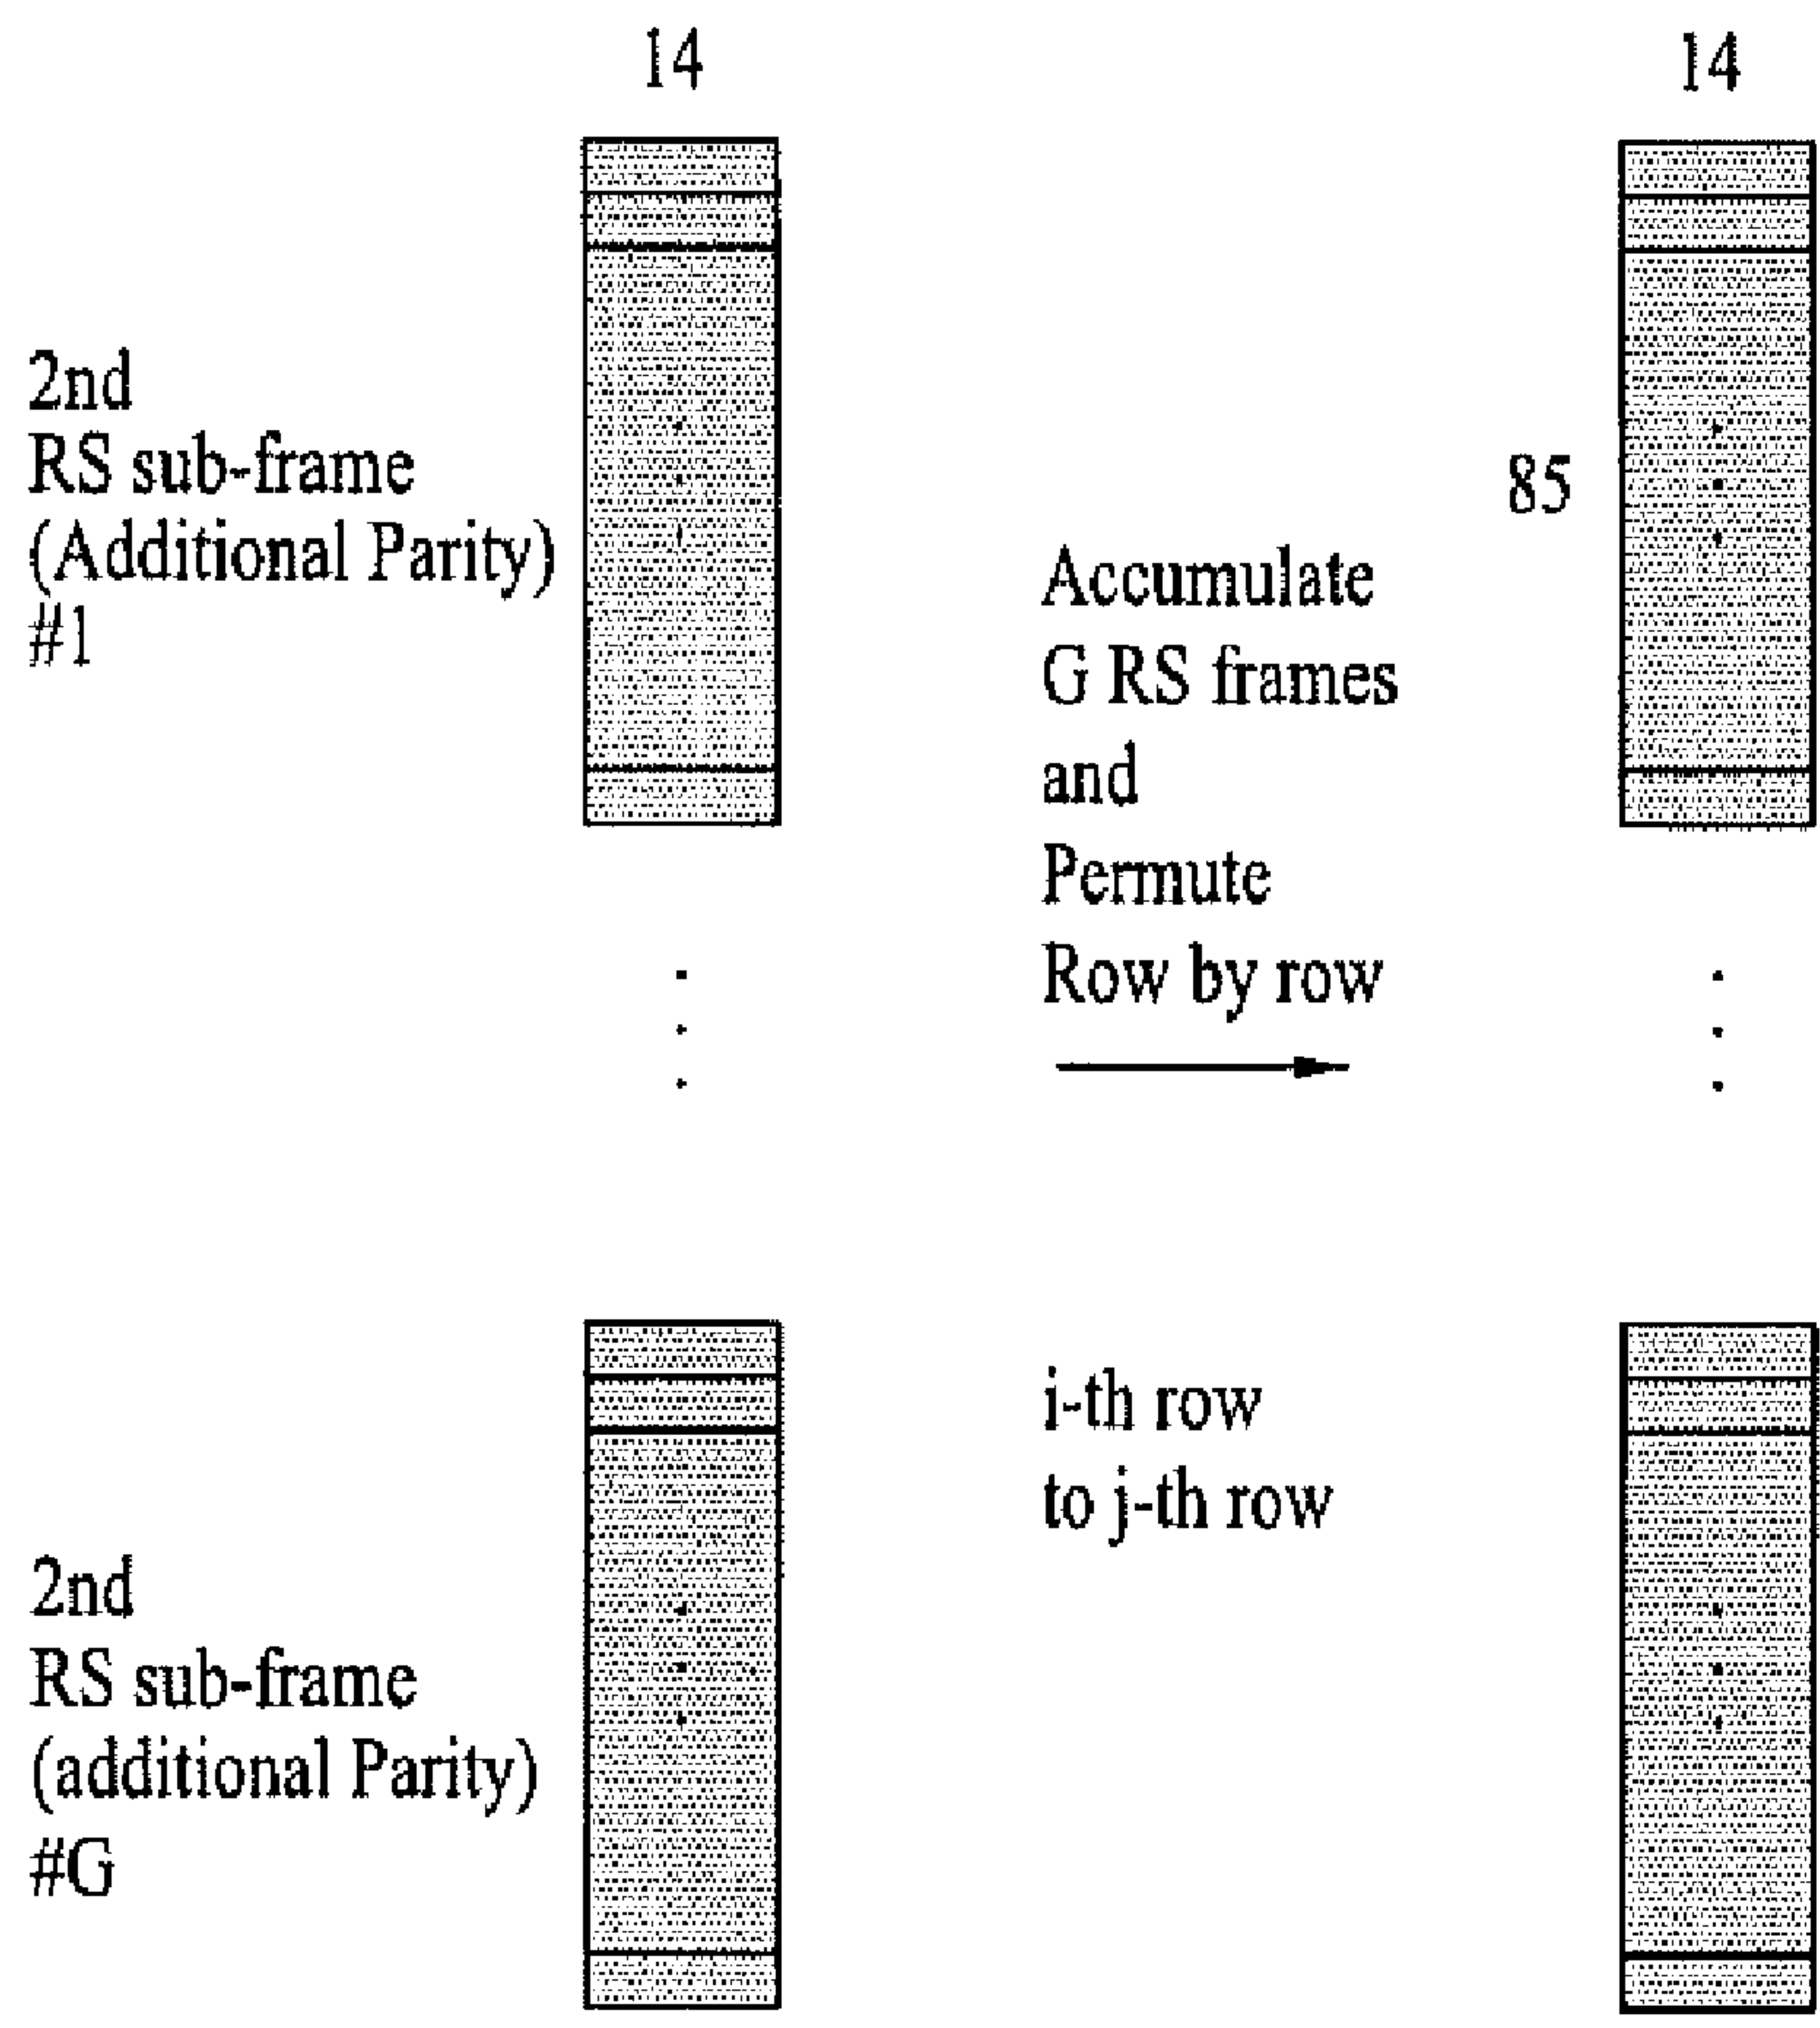 14
14
2nd
RS sub-frame
(Additional Parity)
#1
85
Accumulate
G RS frames
and
Permute
Row by row
i-th row
to j-th row
2nd
RS sub-frame
(additional Parity)
#G